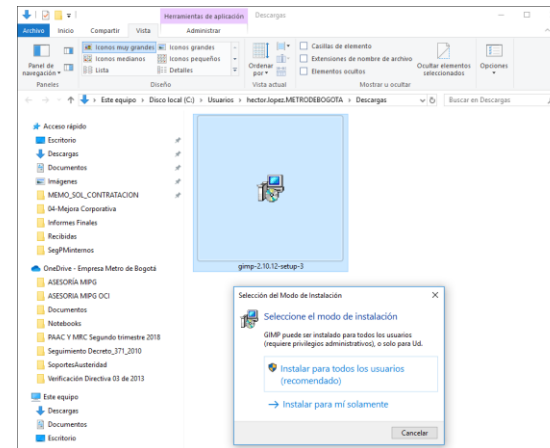 Herramientas de aplicación Descargas
Archivo Inicio Compartir Vista Administrar
Panel de navegación
Iconos muy grandes Iconos grandes
Iconos medianos Iconos pequeños
Lista Detalles
Ordenar por
Casillas de elemento
Extensiones de nombre de archivo
Elementos ocultos
Ocultar elementos seleccionados
Opciones
Paneles Diseño Vista actual Mostrar u ocultar
Este equipo Disco local (C:) Usuarios hector.lopez.METRODEBOGOTA Descargas
Buscar en Descargas
Acceso rápido
Escritorio
Descargas
Documentos
Imágenes
MEMO_SOL_CONTRATACION
04-Mejora Corporativa
Informes Finales
Recibidas
SegPMinternos
OneDrive - Empresa Metro de Bogotá
ASESORÍA MIPG
ASESORIA MIPG OCI
Documentos
Notebooks
PAAC Y MRC Segundo trimestre 2018
Seguimiento Decreto_371_2010
SoportesAusteridad
Verificación Directiva 03 de 2013
Este equipo
Descargas
Documentos
Escritorio
gimp-2.10.12-setup-3
Selección del Modo de Instalación
Seleccione el modo de instalación
GIMP puede ser instalado para todos los usuarios
(requiere privilegios administrativos), o solo para Ud.
Instalar para todos los usuarios
(recomendado)
Instalar para mí solamente
Cancelar